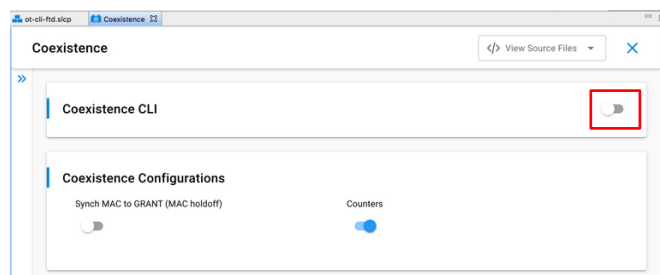 ot-cli-ftd.slcp Coexistence
Coexistence </> View Source Files
Coexistence CLI
Coexistence Configurations
Synch MAC to GRANT (MAC holdoff) Counters